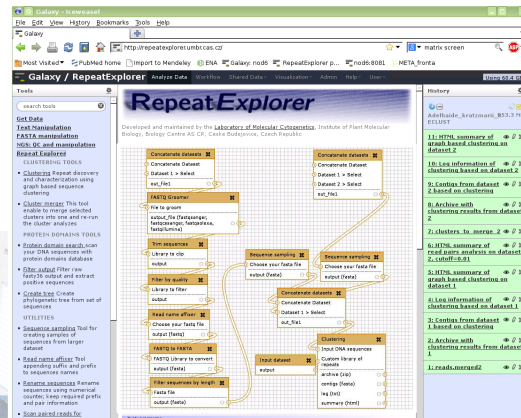 Galaxy - Iceweasel
File Edit View History Bookmarks Tools Help
Galaxy
http://repeatexplorer.umbr.cas.cz/
matrix screen
Most Visited PubMed home Import to Mendeley ENA Galaxy: nod6 RepeatExplorer p... nod6:8081 META_fronta
Galaxy / RepeatExplorer Analyze Data Workflow Shared Data Visualization Admin Help User
Tools
search tools
Get Data
Text Manipulation
FASTA manipulation
NGS: QC and manipulation
Repeat Explorer
CLUSTERING TOOLS
Clustering Repeat discovery
and characterization using
graph based sequence
clustering
Cluster merger This tool
enable to merge selected
clusters into one and re-run
the cluster analyzes
PROTEIN DOMAINS TOOLS
Protein domain search scan
your DNA sequences with
protein domains database
Filter output Filter raw
fasty36 output and extract
positive sequences
Create tree Create
phylogenetic tree from set of
sequences
UTILITIES
Sequence sampling Tool for
creating samples of
sequences from larger
dataset
Read name affixer Tool
appending suffix and prefix
to sequences names
Rename sequences Rename
sequences using numerical
counter, keep required prefix
and pair information
Scan paired reads for
RepeatExplorer
Developed and maintained by the Laboratory of Molecular Cytogenetics, Institute of Plant Molecular
Biology, Biology Centre AS CR, Ceske Budejovice, Czech Republic
Concatenate datasets
Concatenate Dataset
Dataset 1 > Select
out_file1
FASTQ Groomer
File to groom
output_file (fastqsanger,
fastqcssanger, fastqsolexa,
fastqillumina)
Trim sequences
Library to clip
output
Filter by quality
Library to filter
output
Read name affixer
Choose your fasta file
output (fasta)
FASTQ to FASTA
FASTQ Library to convert
output (fasta)
Filter sequences by length
Fasta file
output (fasta)
Sequence sampling
Choose your fasta file
output (fasta)
Concatenate datasets
Concatenate Dataset
Dataset 1 > Select
Dataset 2 > Select
out_file1
Sequence sampling
Choose your fasta file
output (fasta)
Concatenate datasets
Concatenate Dataset
Dataset 1 > Select
out_file1
Input dataset
output
Clustering
Input DNA sequences
Custom library of
repeats
archive (zip)
contigs (fasta)
log (txt)
summary (html)
History
ECLUST
11: HTML summary of
graph based clustering on
dataset 2
10: Log information of
clustering based on dataset 2
9: Contigs from dataset
2 based on clustering
8: Archive with
clustering results from dataset
2
7: clusters_to_merge_2
6: HTML summary of
read pairs analysis on dataset
2, cutoff=0.01
5: HTML summary of
graph based clustering on
dataset 1
4: Log information of
clustering based on dataset 1
3: Contigs from dataset
1 based on clustering
2: Archive with
clustering results from dataset
1
1: reads.merged2